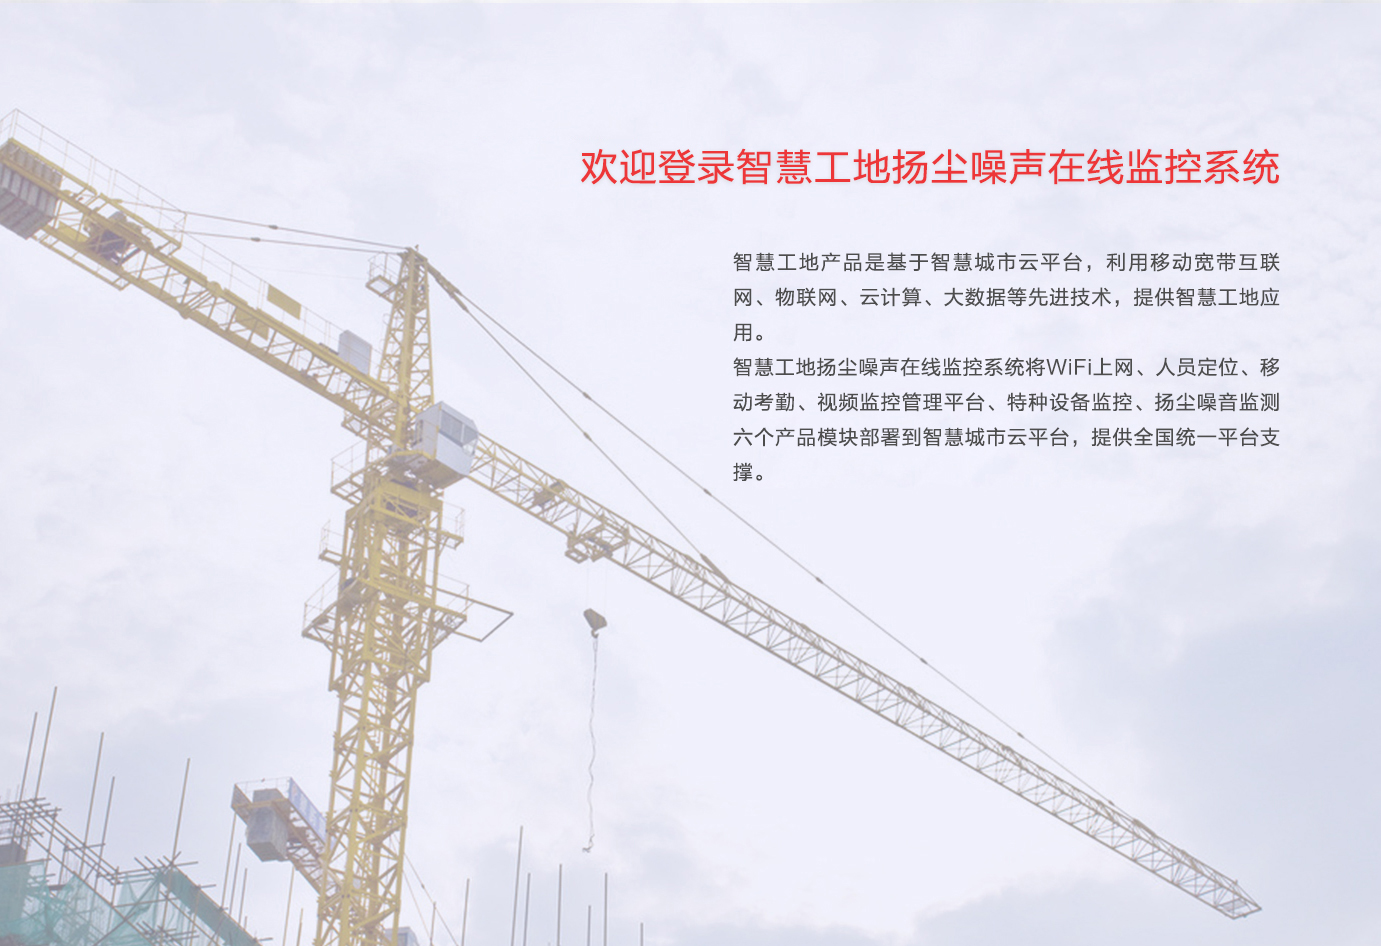 欢迎登录智慧工地扬尘噪声在线监控系统
智慧工地产品是基于智慧城市云平台，利用移动宽带互联
网、物联网、云计算、大数据等先进技术，提供智慧工地应
用。
智慧工地扬尘噪声在线监控系统将WiFi上网、人员定位、移
动考勤、视频监控管理平台、特种设备监控、扬尘噪音监测
六个产品模块部署到智慧城市云平台，提供全国统一平台支
撑。